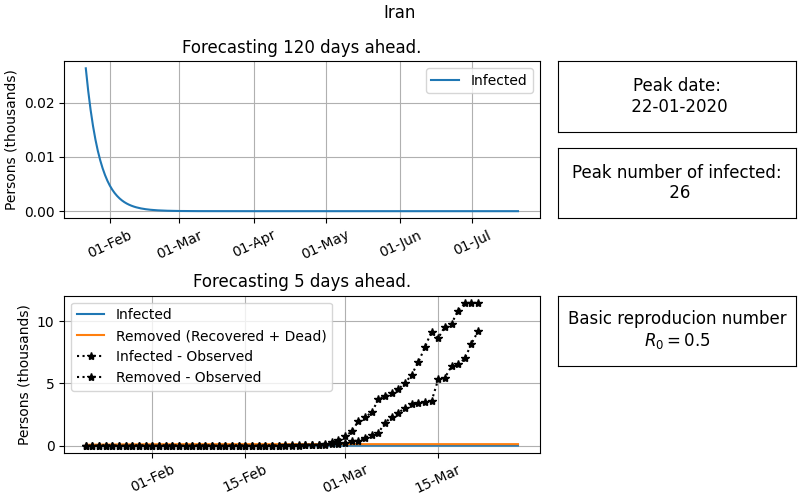 Iran
Forecasting 120 days ahead.
Persons (thousands)
0.02
0.01
0.00
Infected
01-Feb
01-Mar
01-Apr
01-May
01-Jun
01-Jul
Peak date:
22-01-2020
Peak number of infected:
26
Forecasting 5 days ahead.
Persons (thousands)
10
5
0
Infected
Removed (Recovered + Dead)
Infected - Observed
Removed - Observed
01-Feb
15-Feb
01-Mar
15-Mar
Basic reproducion number
R₀ = 0.5